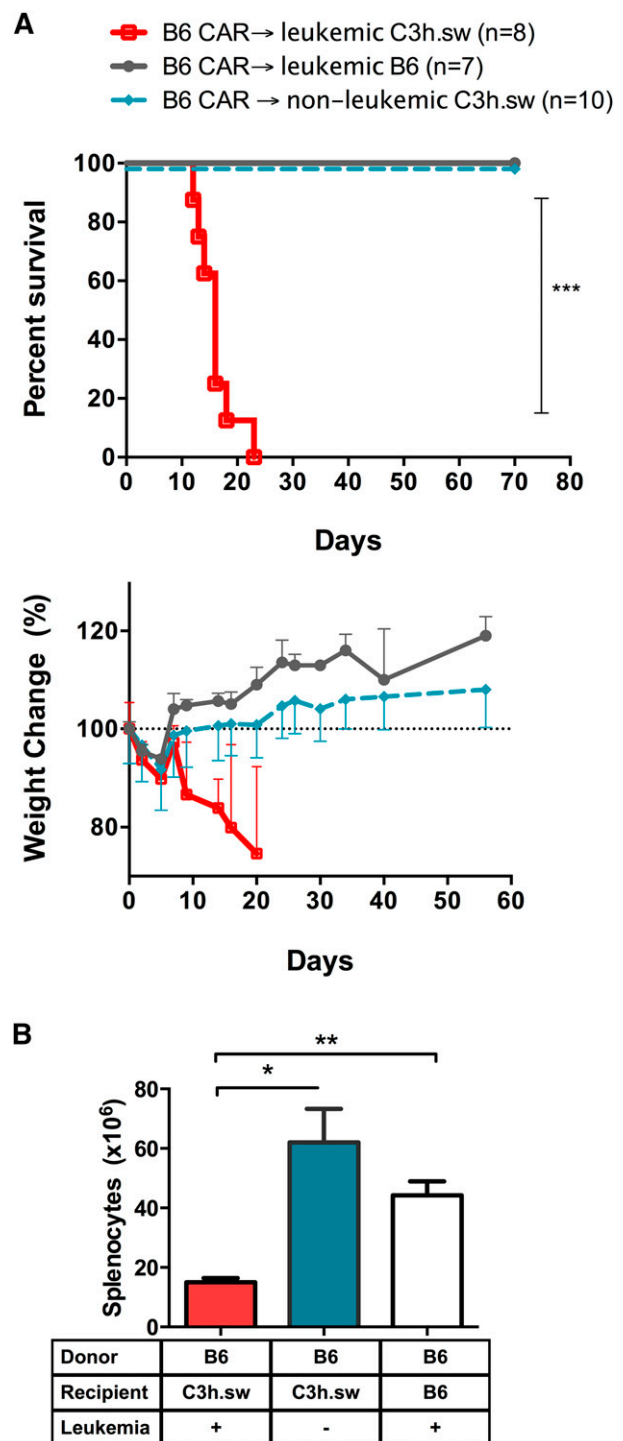 A
B6 CAR→ leukemic C3h.sw (n=8)
B6 CAR→ leukemic B6 (n=7)
B6 CAR → non-leukemic C3h.sw (n=10)
100
80
60
40
20
0
Percent survival
***
0 10 20 30 40 50 60 70 80
Days
120
100
80
Weight Change (%)
0 10 20 30 40 50 60
Days
B
**
*
80
60
40
20
0
Splenocytes (x10⁶)
Donor B6 B6 B6
Recipient C3h.sw C3h.sw B6
Leukemia + - +